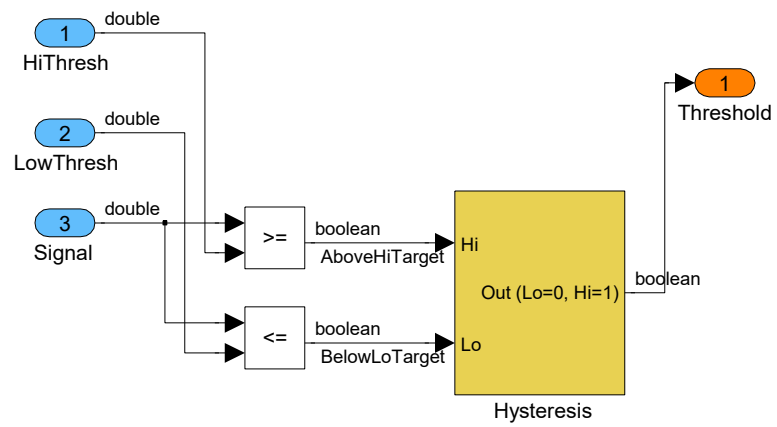 double
1
HiThresh
double
2
LowThresh
double
3
Signal
1
Threshold
>=
boolean
AboveHiTarget
Hi
Out (Lo=0, Hi=1)
boolean
<=
boolean
BelowLoTarget
Lo
Hysteresis